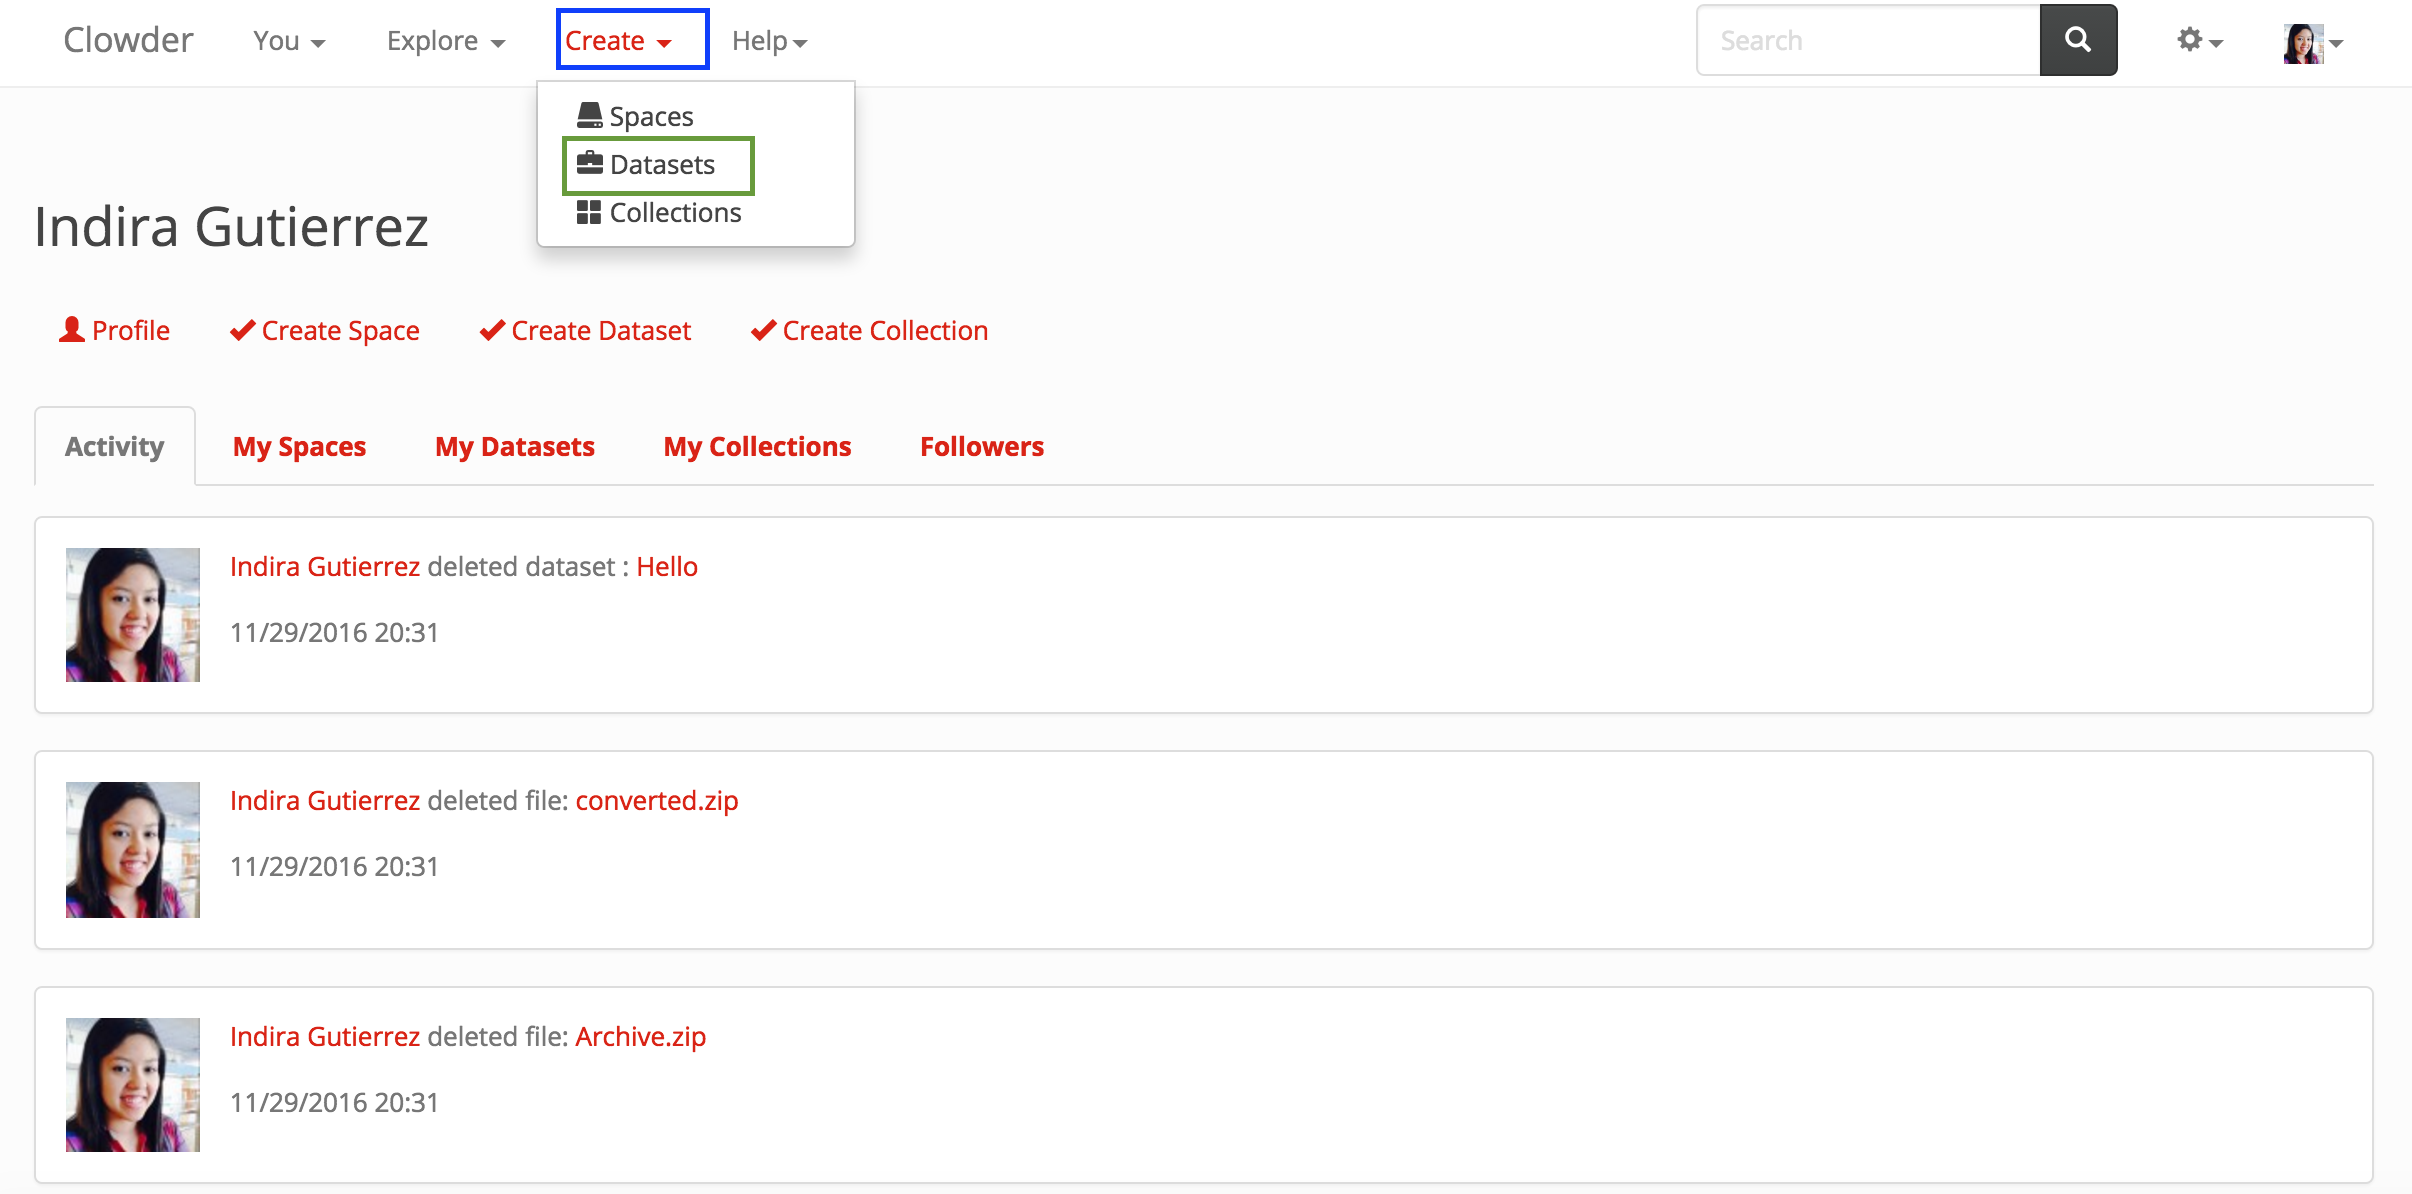 Clowder You Explore Create Help Search
Spaces
Datasets
Collections
Indira Gutierrez
Profile Create Space Create Dataset Create Collection
Activity My Spaces My Datasets My Collections Followers
Indira Gutierrez deleted dataset : Hello
11/29/2016 20:31
Indira Gutierrez deleted file: converted.zip
11/29/2016 20:31
Indira Gutierrez deleted file: Archive.zip
11/29/2016 20:31